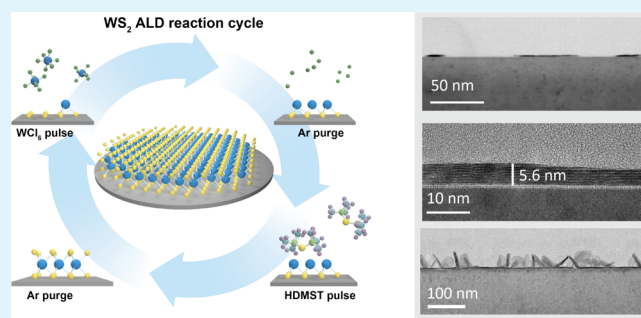 WS2 ALD reaction cycle
WCl6 pulse
Ar purge
Ar purge
HDMST pulse
50 nm
5.6 nm
10 nm
100 nm